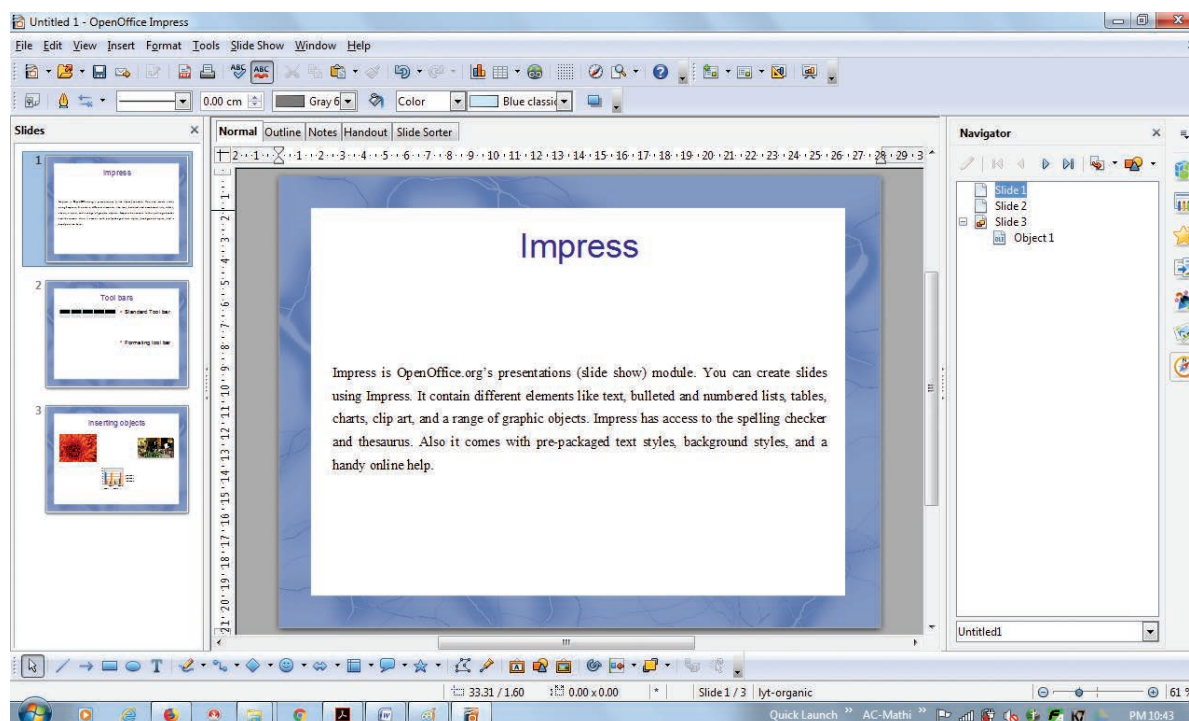 Untitled 1 - OpenOffice Impress
File Edit View Insert Format Tools Slide Show Window Help
0.00 cm Gray 6 Color Blue classic
Slides
Normal Outline Notes Handout Slide Sorter
Navigator
1
Impress
2
Tool bars
Standard Tool bar
Formating tool bar
3
Inserting objects
Impress
Impress is OpenOffice.org's presentations (slide show) module. You can create slides
using Impress. It contain different elements like text, bulleted and numbered lists, tables,
charts, clip art, and a range of graphic objects. Impress has access to the spelling checker
and thesaurus. Also it comes with pre-packaged text styles, background styles, and a
handy online help.
Slide 1
Slide 2
Slide 3
Object 1
Untitled1
33.31 / 1.60 0.00 x 0.00 * Slide 1 / 3 lyt-organic 61 %
Quick Launch » AC-Mathi » PM 10:43